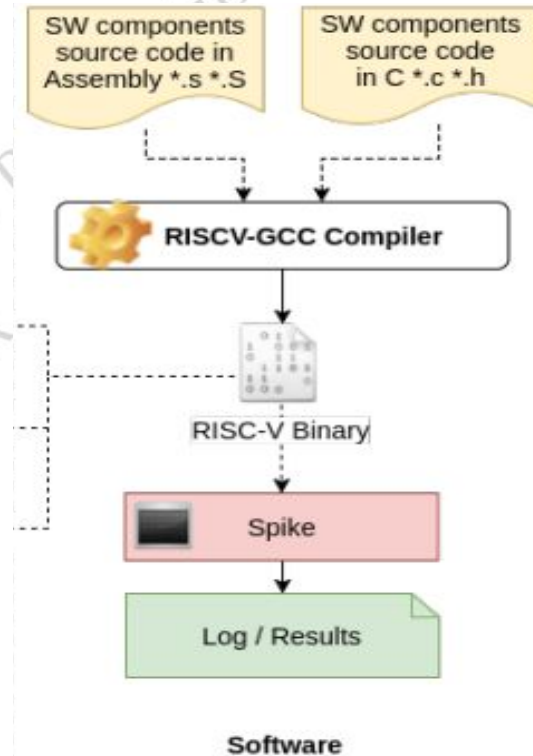 SW components
source code in
Assembly *.s *.S
SW components
source code
in C *.c *.h
RISCV-GCC Compiler
RISC-V Binary
Spike
Log / Results
Software